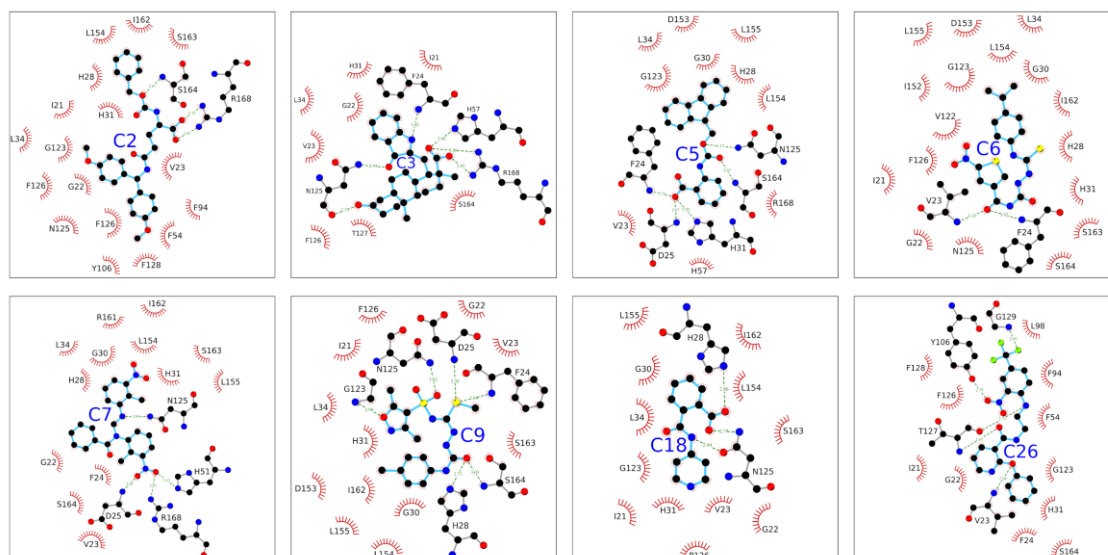 I162
L154
S163
H28
S164
R168
I21
H31
C2
L34
G123
V23
F126
G22
F94
N125
F126
F54
F128
Y106
H31
F24
I21
L34
G22
H57
V23
C3
N125
R168
S164
F126
T127
D153
L155
L34
G30
G123
H28
L154
C5
N125
F24
S164
R168
V23
D25
H31
H57
L155
D153
L34
L154
G123
G30
I152
I162
C6
V122
H28
F126
I21
H31
V23
F24
G22
N125
S163
S164
I162
R161
L34
L154
G30
S163
H28
H31
L155
C7
N125
G22
F24
H51
S164
D25
R168
V23
F126
G22
D25
I21
V23
N125
F24
G123
L34
C9
H31
S163
D153
I162
S164
G30
L155
H28
L154
L155
H28
I162
G30
L154
L34
S163
C18
G123
N125
I21
H31
V23
G22
G129
L98
Y106
F128
F94
F126
F54
T127
C26
I21
G22
G123
H31
V23
F24
S164